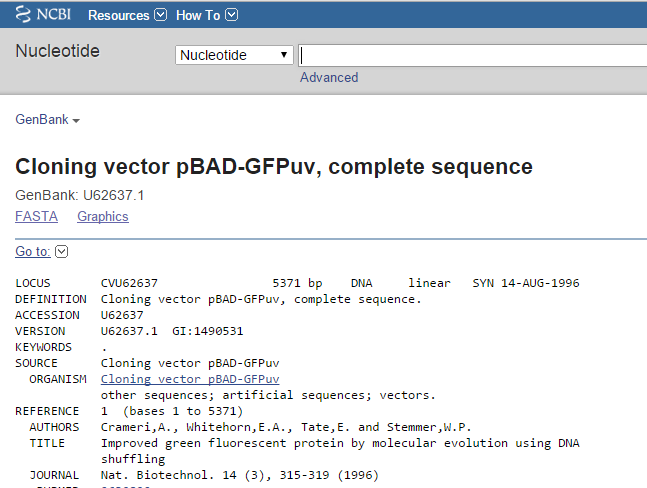 NCBI Resources How To
Nucleotide
Nucleotide
Advanced
GenBank
Cloning vector pBAD-GFPuv, complete sequence
GenBank: U62637.1
FASTA Graphics
Go to:
LOCUS CVU62637 5371 bp DNA linear SYN 14-AUG-1996
DEFINITION Cloning vector pBAD-GFPuv, complete sequence.
ACCESSION U62637
VERSION U62637.1 GI:1490531
KEYWORDS .
SOURCE Cloning vector pBAD-GFPuv
ORGANISM Cloning vector pBAD-GFPuv
other sequences; artificial sequences; vectors.
REFERENCE 1 (bases 1 to 5371)
AUTHORS Crameri,A., Whitehorn,E.A., Tate,E. and Stemmer,W.P.
TITLE Improved green fluorescent protein by molecular evolution using DNA
shuffling
JOURNAL Nat. Biotechnol. 14 (3), 315-319 (1996)